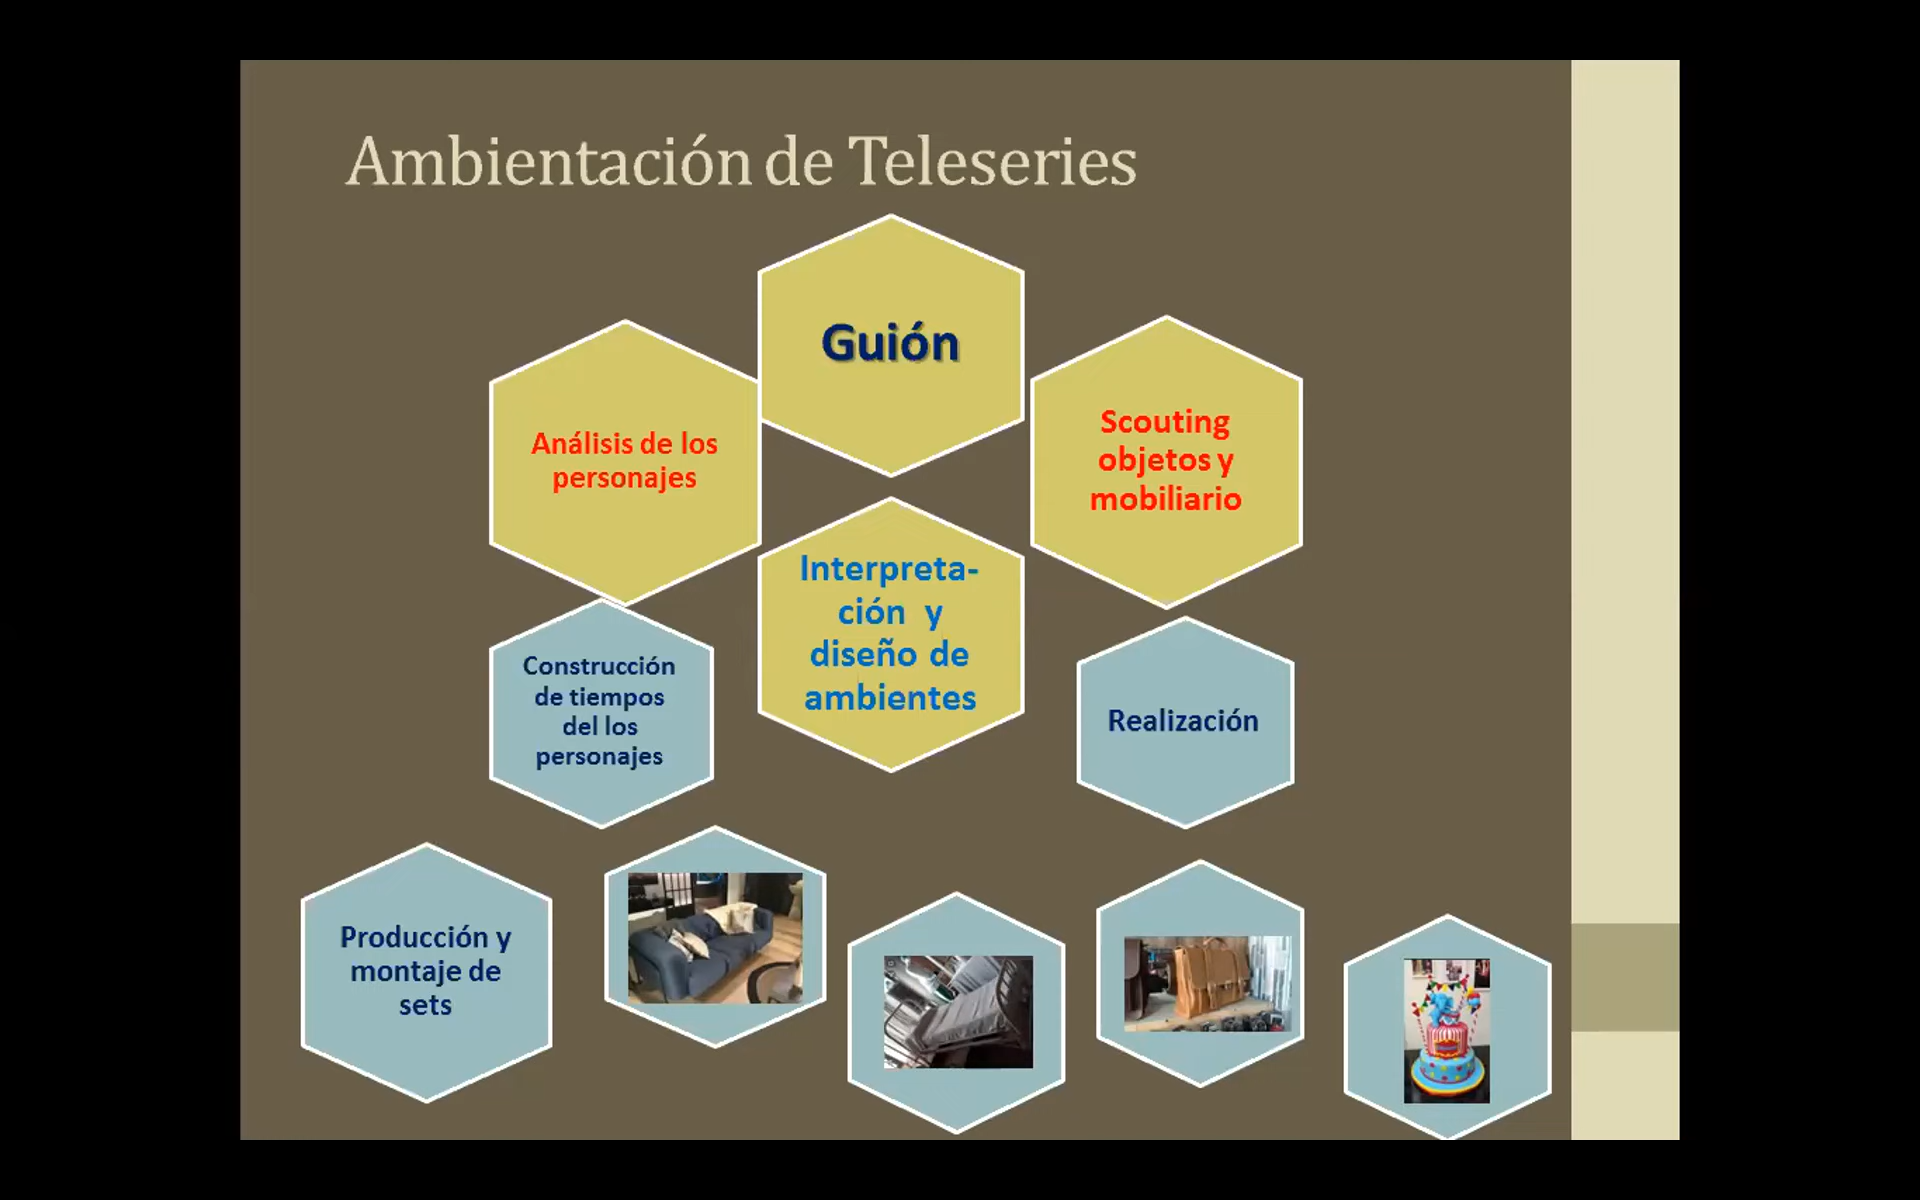 Ambientación de Teleseries
Guión
Análisis de los
personajes
Scouting
objetos y
mobiliario
Interpreta-
ción y
diseño de
ambientes
Construcción
de tiempos
del los
personajes
Realización
Producción y
montaje de
sets